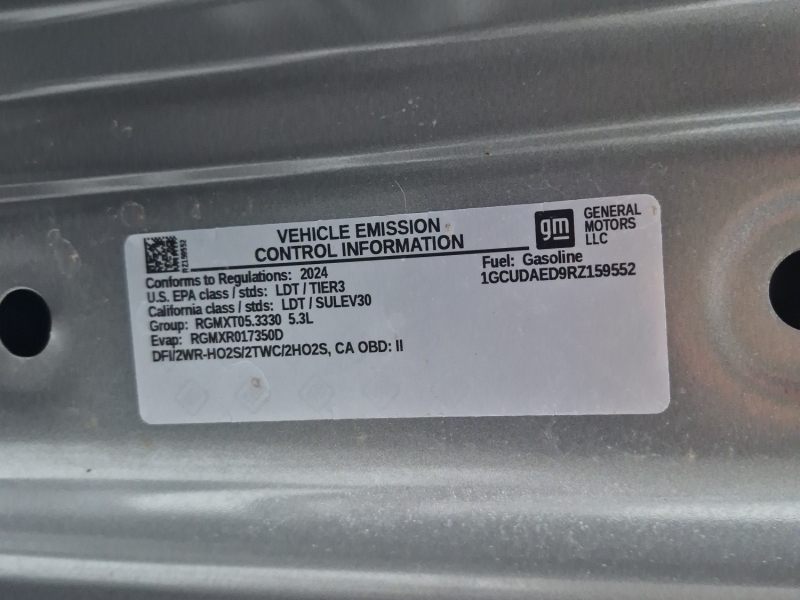 VEHICLE EMISSION
CONTROL INFORMATION
gm
GENERAL
MOTORS
LLC
RZ159552
Conforms to Regulations: 2024
U.S. EPA class / stds: LDT / TIER3
California class / stds: LDT / SULEV30
Group: RGMXT05.3330 5.3L
Evap: RGMXR017350D
DFI/2WR-HO2S/2TWC/2HO2S, CA OBD: II
Fuel: Gasoline
1GCUDAED9RZ159552